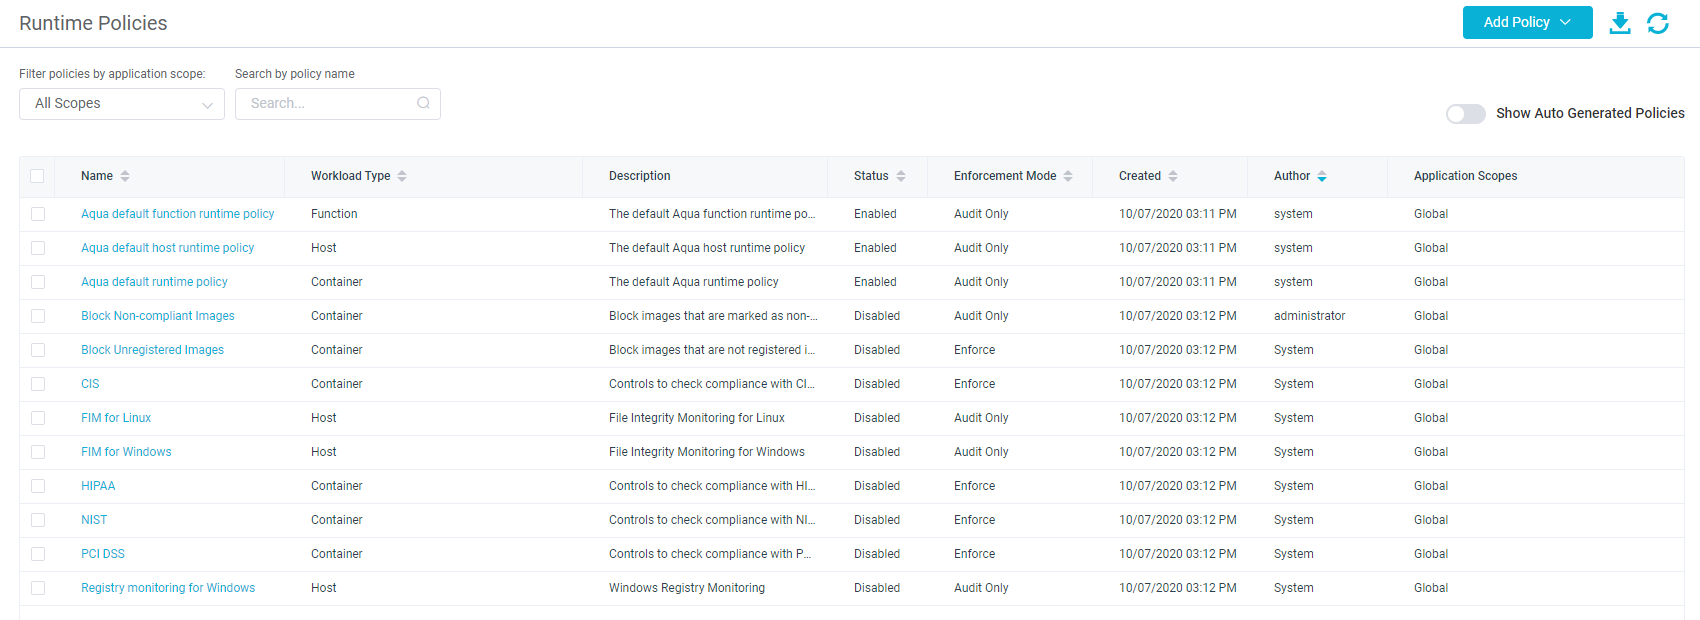 Runtime Policies
Add Policy
Filter policies by application scope: Search by policy name
All Scopes Search...
Show Auto Generated Policies
Name Workload Type Description Status Enforcement Mode Created Author Application Scopes
Aqua default function runtime policy Function The default Aqua function runtime po... Enabled Audit Only 10/07/2020 03:11 PM system Global
Aqua default host runtime policy Host The default Aqua host runtime policy Enabled Audit Only 10/07/2020 03:11 PM system Global
Aqua default runtime policy Container The default Aqua runtime policy Enabled Audit Only 10/07/2020 03:11 PM system Global
Block Non-compliant Images Container Block images that are marked as non-... Disabled Audit Only 10/07/2020 03:12 PM administrator Global
Block Unregistered Images Container Block images that are not registered i... Disabled Enforce 10/07/2020 03:12 PM System Global
CIS Container Controls to check compliance with CI... Disabled Enforce 10/07/2020 03:12 PM System Global
FIM for Linux Host File Integrity Monitoring for Linux Disabled Audit Only 10/07/2020 03:12 PM System Global
FIM for Windows Host File Integrity Monitoring for Windows Disabled Audit Only 10/07/2020 03:12 PM System Global
HIPAA Container Controls to check compliance with HI... Disabled Enforce 10/07/2020 03:12 PM System Global
NIST Container Controls to check compliance with NI... Disabled Enforce 10/07/2020 03:12 PM System Global
PCI DSS Container Controls to check compliance with P... Disabled Enforce 10/07/2020 03:12 PM System Global
Registry monitoring for Windows Host Windows Registry Monitoring Disabled Audit Only 10/07/2020 03:12 PM System Global